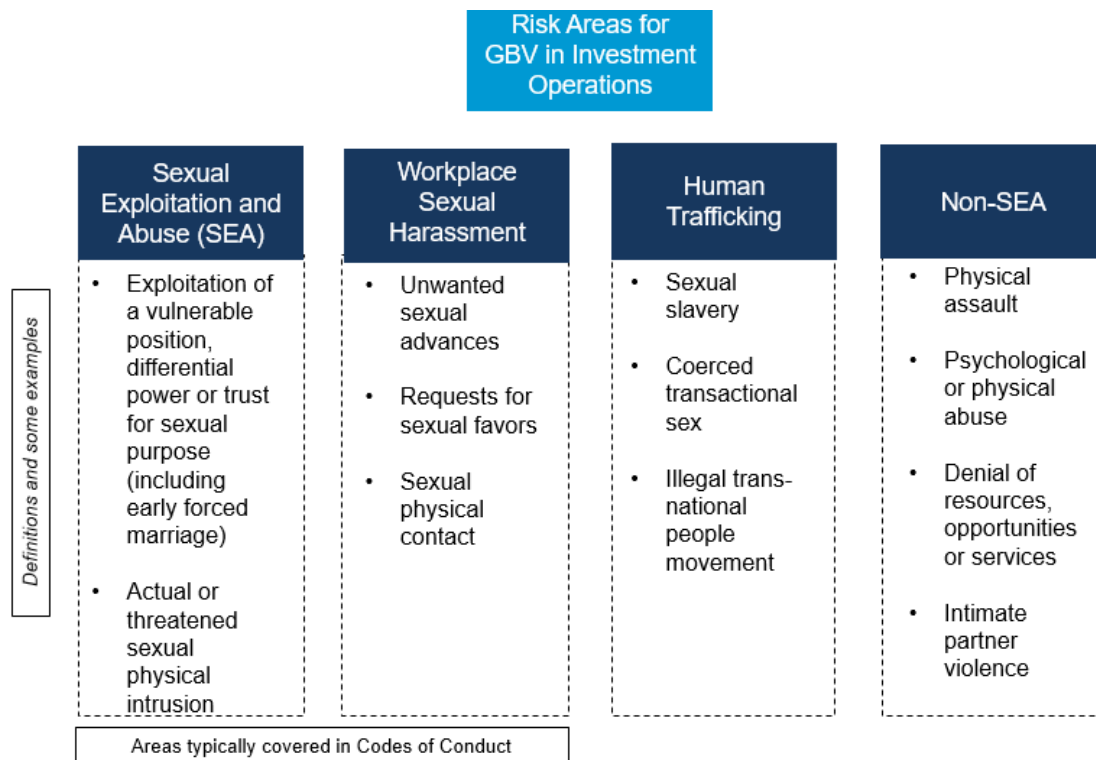 Risk Areas for
GBV in Investment
Operations
Sexual
Exploitation and
Abuse (SEA)
Workplace
Sexual
Harassment
Human
Trafficking
Non-SEA
Definitions and some examples
• Exploitation of
a vulnerable
position,
differential
power or trust
for sexual
purpose
(including
early forced
marriage)
• Actual or
threatened
sexual
physical
intrusion
• Unwanted
sexual
advances
• Requests for
sexual favors
• Sexual
physical
contact
• Sexual
slavery
• Coerced
transactional
sex
• Illegal trans-
national
people
movement
• Physical
assault
• Psychological
or physical
abuse
• Denial of
resources,
opportunities
or services
• Intimate
partner
violence
Areas typically covered in Codes of Conduct